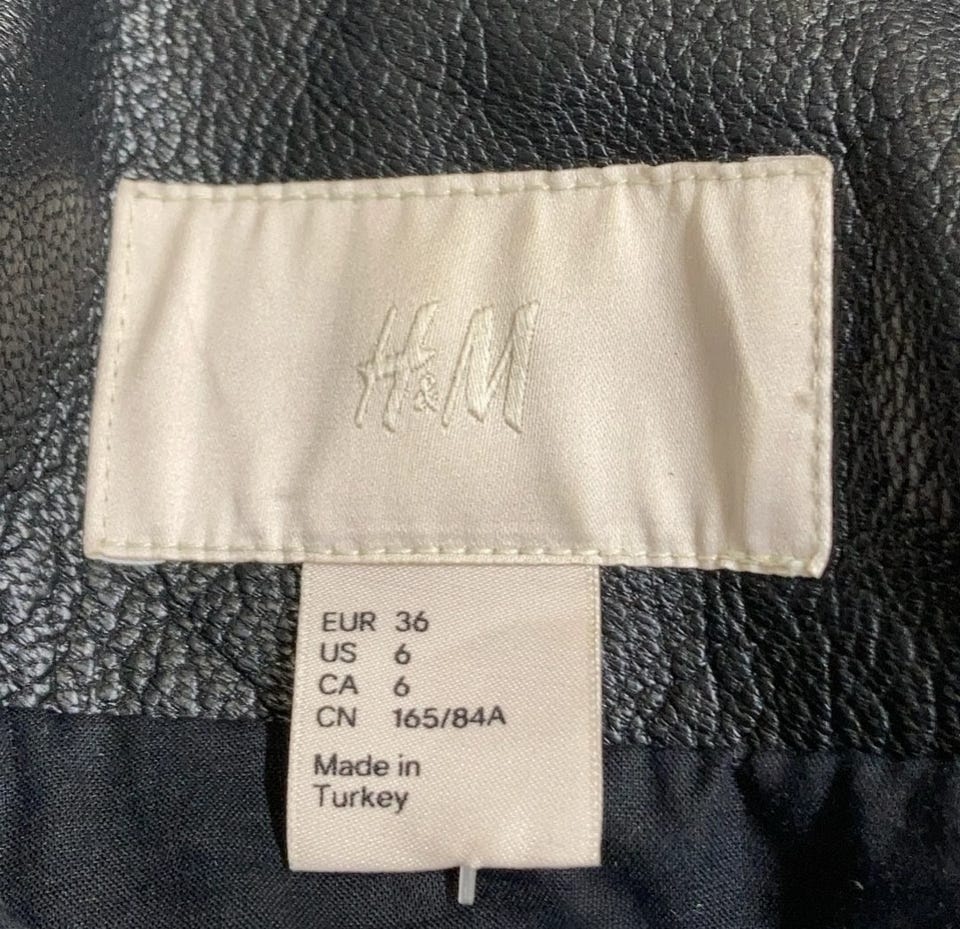 H&M
EUR 36
US 6
CA 6
CN 165/84A
Made in
Turkey